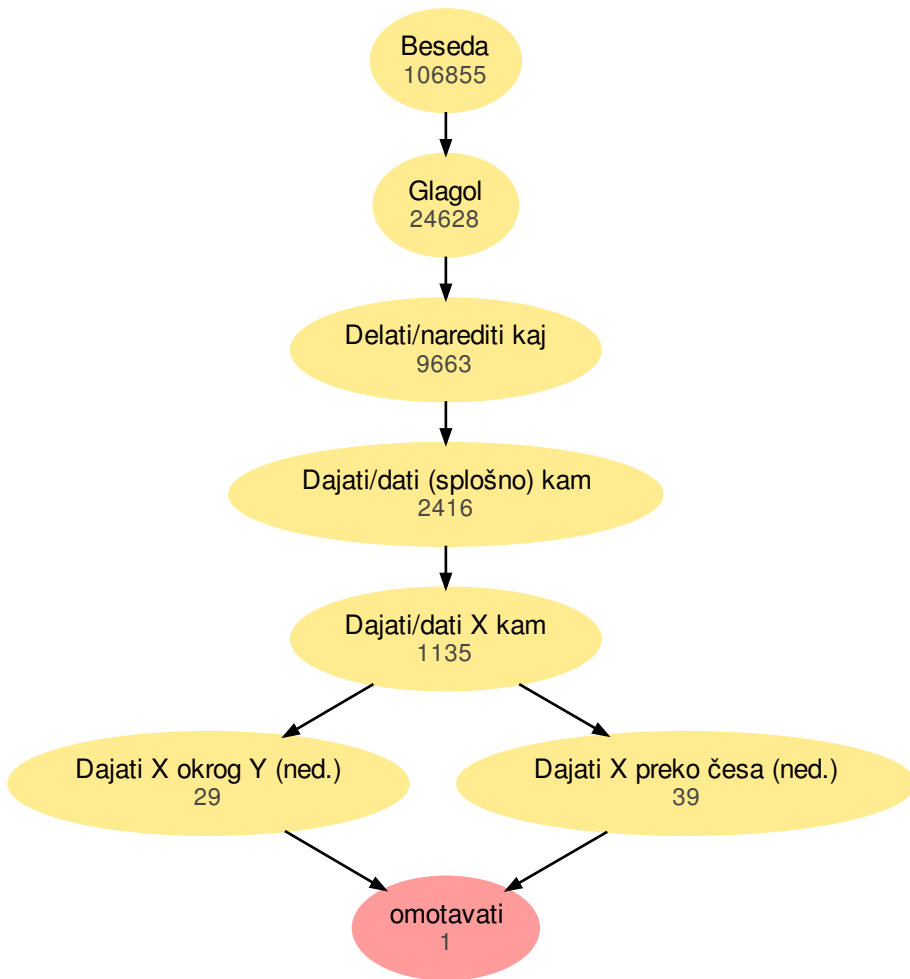 Beseda
106855
Glagol
24628
Delati/narediti kaj
9663
Dajati/dati (splošno) kam
2416
Dajati/dati X kam
1135
Dajati X okrog Y (ned.)
29
Dajati X preko česa (ned.)
39
omotavati
1